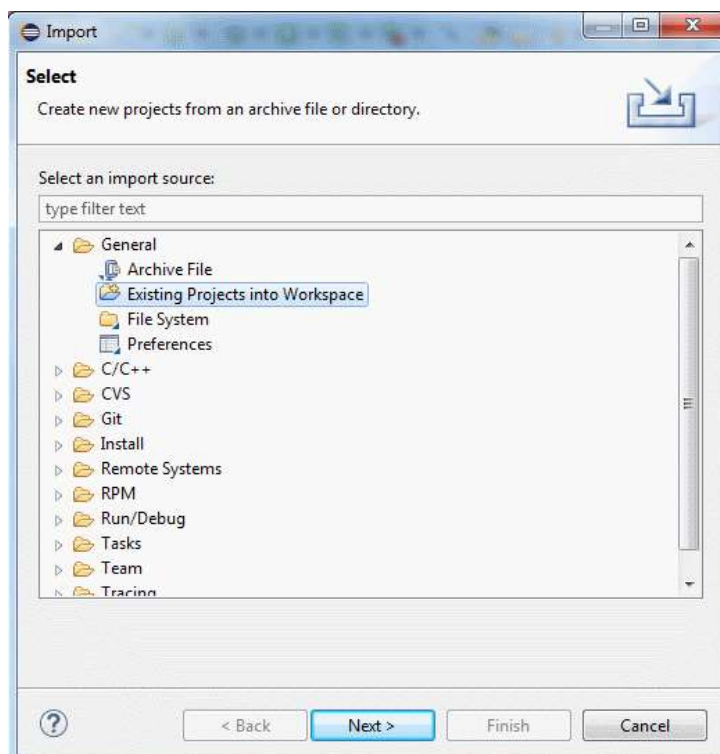 Import
Select
Create new projects from an archive file or directory.
Select an import source:
type filter text
General
Archive File
Existing Projects into Workspace
File System
Preferences
C/C++
CVS
Git
Install
Remote Systems
RPM
Run/Debug
Tasks
Team
Tracing
? < Back Next > Finish Cancel